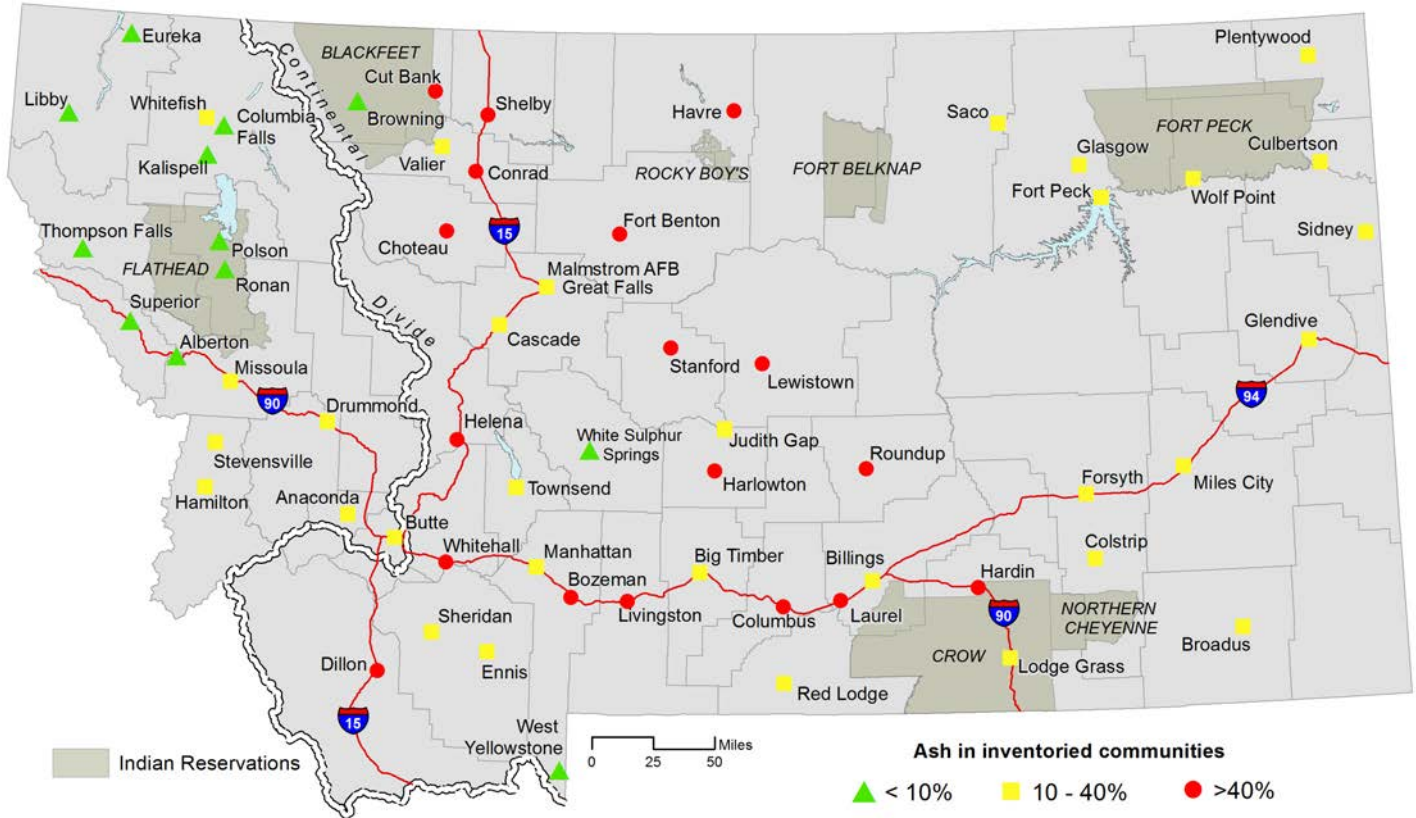 Eureka
Libby
Whitefish
Columbia
Falls
Kalispell
Thompson Falls
FLATHEAD
Polson
Ronan
Superior
Alberton
Missoula
90
Drummond
Stevensville
Hamilton
Anaconda
Butte
Continental
Divide
BLACKFEET
Cut Bank
Browning
Valier
Shelby
Conrad
Choteau
15
Havre
ROCKY BOY'S
Fort Benton
Malmstrom AFB
Great Falls
Cascade
Stanford
Lewistown
Helena
White Sulphur
Springs
Townsend
Judith Gap
Harlowton
Roundup
FORT BELKNAP
Saco
Plentywood
FORT PECK
Glasgow
Culbertson
Fort Peck
Wolf Point
Sidney
Glendive
94
Miles City
Forsyth
Colstrip
Whitehall
Manhattan
Bozeman
Livingston
Big Timber
Columbus
Billings
Laurel
Hardin
90
NORTHERN
CHEYENNE
CROW
Lodge Grass
Broadus
Red Lodge
Sheridan
Ennis
Dillon
15
West
Yellowstone
Indian Reservations
Miles
0 25 50
Ash in inventoried communities
< 10%
10 - 40%
>40%